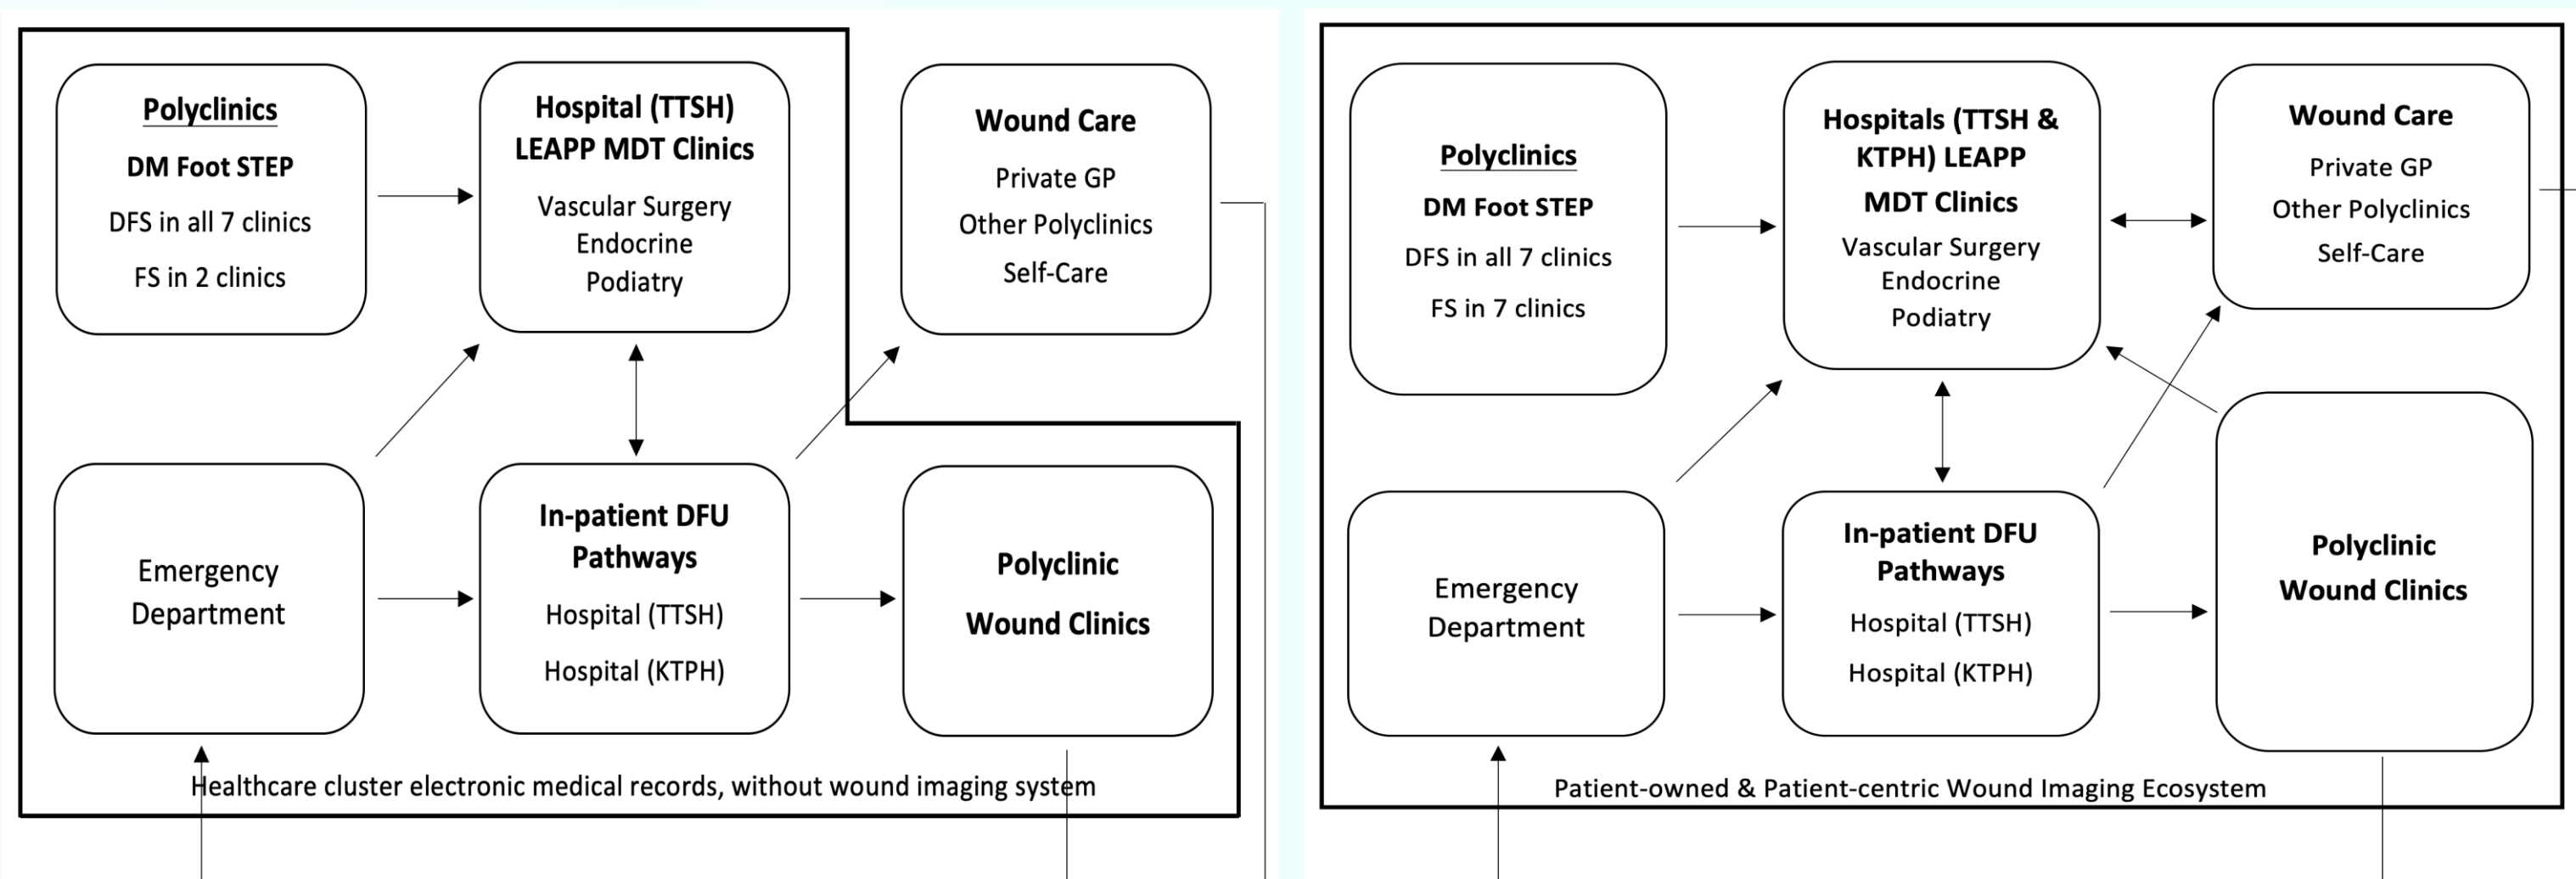 Polyclinics
DM Foot STEP
DFS in all 7 clinics
FS in 2 clinics
Hospital (TTSH)
LEAPP MDT Clinics
Vascular Surgery
Endocrine
Podiatry
Wound Care
Private GP
Other Polyclinics
Self-Care
Emergency
Department
In-patient DFU
Pathways
Hospital (TTSH)
Hospital (KTPH)
Polyclinic
Wound Clinics
Healthcare cluster electronic medical records, without wound imaging system
Polyclinics
DM Foot STEP
DFS in all 7 clinics
FS in 7 clinics
Hospitals (TTSH &
KTPH) LEAPP
MDT Clinics
Vascular Surgery
Endocrine
Podiatry
Wound Care
Private GP
Other Polyclinics
Self-Care
Emergency
Department
In-patient DFU
Pathways
Hospital (TTSH)
Hospital (KTPH)
Polyclinic
Wound Clinics
Patient-owned & Patient-centric Wound Imaging Ecosystem